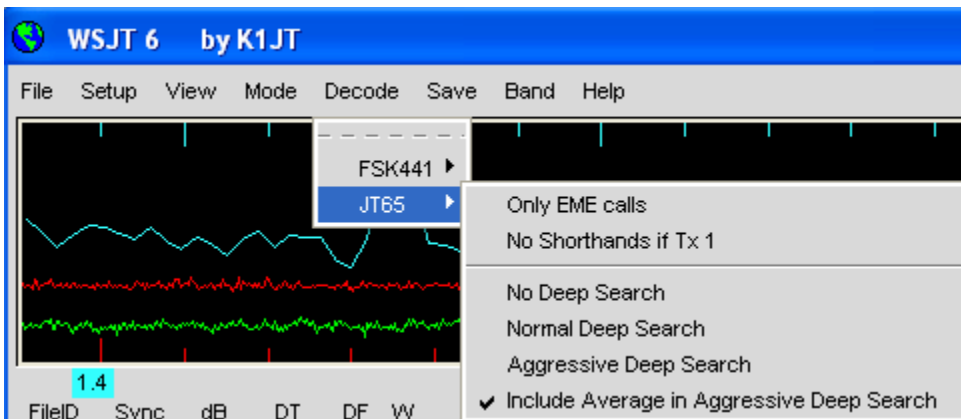 WSJT 6 by K1JT
File Setup View Mode Decode Save Band Help
FSK441
JT65
Only EME calls
No Shorthands if Tx 1
No Deep Search
Normal Deep Search
Aggressive Deep Search
Include Average in Aggressive Deep Search
1.4
FileID Sync dB DT DF W